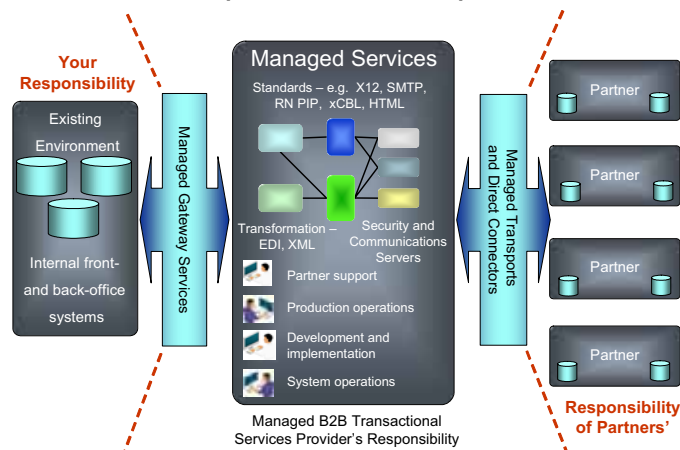 Your
Responsibility
Existing
Environment
Internal front-
and back-office
systems
Managed Gateway Services
Managed Services
Standards – e.g. X12, SMTP,
RN PIP, xCBL, HTML
Transformation –
EDI, XML
Security and
Communications
Servers
Partner support
Production operations
Development and
implementation
System operations
Managed B2B Transactional
Services Provider's Responsibility
Managed Transports
and Direct Connectors
Partner
Partner
Partner
Partner
Responsibility
of Partners'